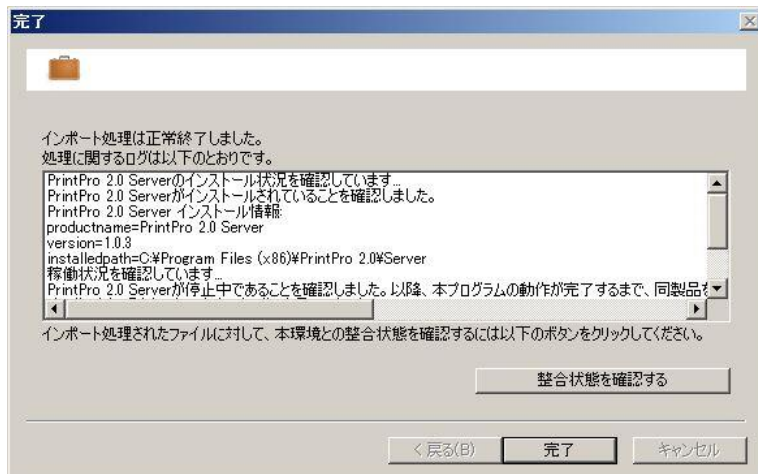 完了
インポート処理は正常終了しました。
処理に関するログは以下のとおりです。
PrintPro 2.0 Serverのインストール状況を確認しています...
PrintPro 2.0 Serverがインストールされていることを確認しました。
PrintPro 2.0 Server インストール情報:
productname=PrintPro 2.0 Server
version=1.0.3
installedpath=C:¥Program Files (x86)¥PrintPro 2.0¥Server
稼働状況を確認しています...
PrintPro 2.0 Serverが停止中であることを確認しました。以降、本プログラムの動作が完了するまで、同製品を
インポート処理されたファイルに対して、本環境との整合状態を確認するには以下のボタンをクリックしてください。
整合状態を確認する
< 戻る(B)
完了
キャンセル